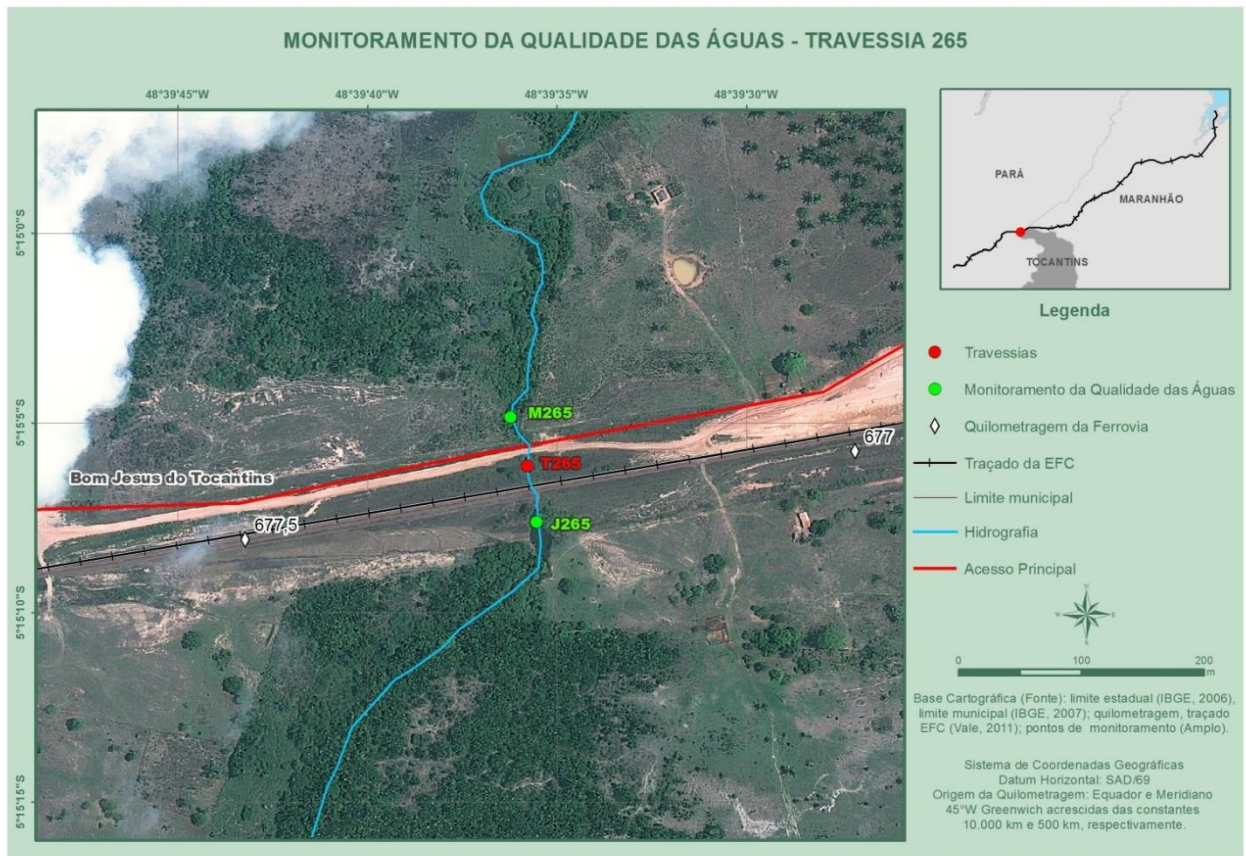 MONITORAMENTO DA QUALIDADE DAS ÁGUAS - TRAVESSIA 265
48°39'45"W
48°39'40"W
48°39'35"W
48°39'30"W
5°15'0"S
5°15'5"S
5°15'10"S
5°15'15"S
M265
T265
J265
Bom Jesus do Tocantins
677,5
677
PARÁ
MARANHÃO
TOCANTINS
Legenda
Travessias
Monitoramento da Qualidade das Águas
Quilometragem da Ferrovia
Traçado da EFC
Limite municipal
Hidrografia
Acesso Principal
N
W
E
S
0
100
200
m
Base Cartográfica (Fonte): limite estadual (IBGE, 2006),
limite municipal (IBGE, 2007); quilometragem, traçado
EFC (Vale, 2011); pontos de monitoramento (Amplo).
Sistema de Coordenadas Geográficas
Datum Horizontal: SAD/69
Origem da Quilometragem: Equador e Meridiano
45°W Greenwich acrescidas das constantes
10.000 km e 500 km, respectivamente.